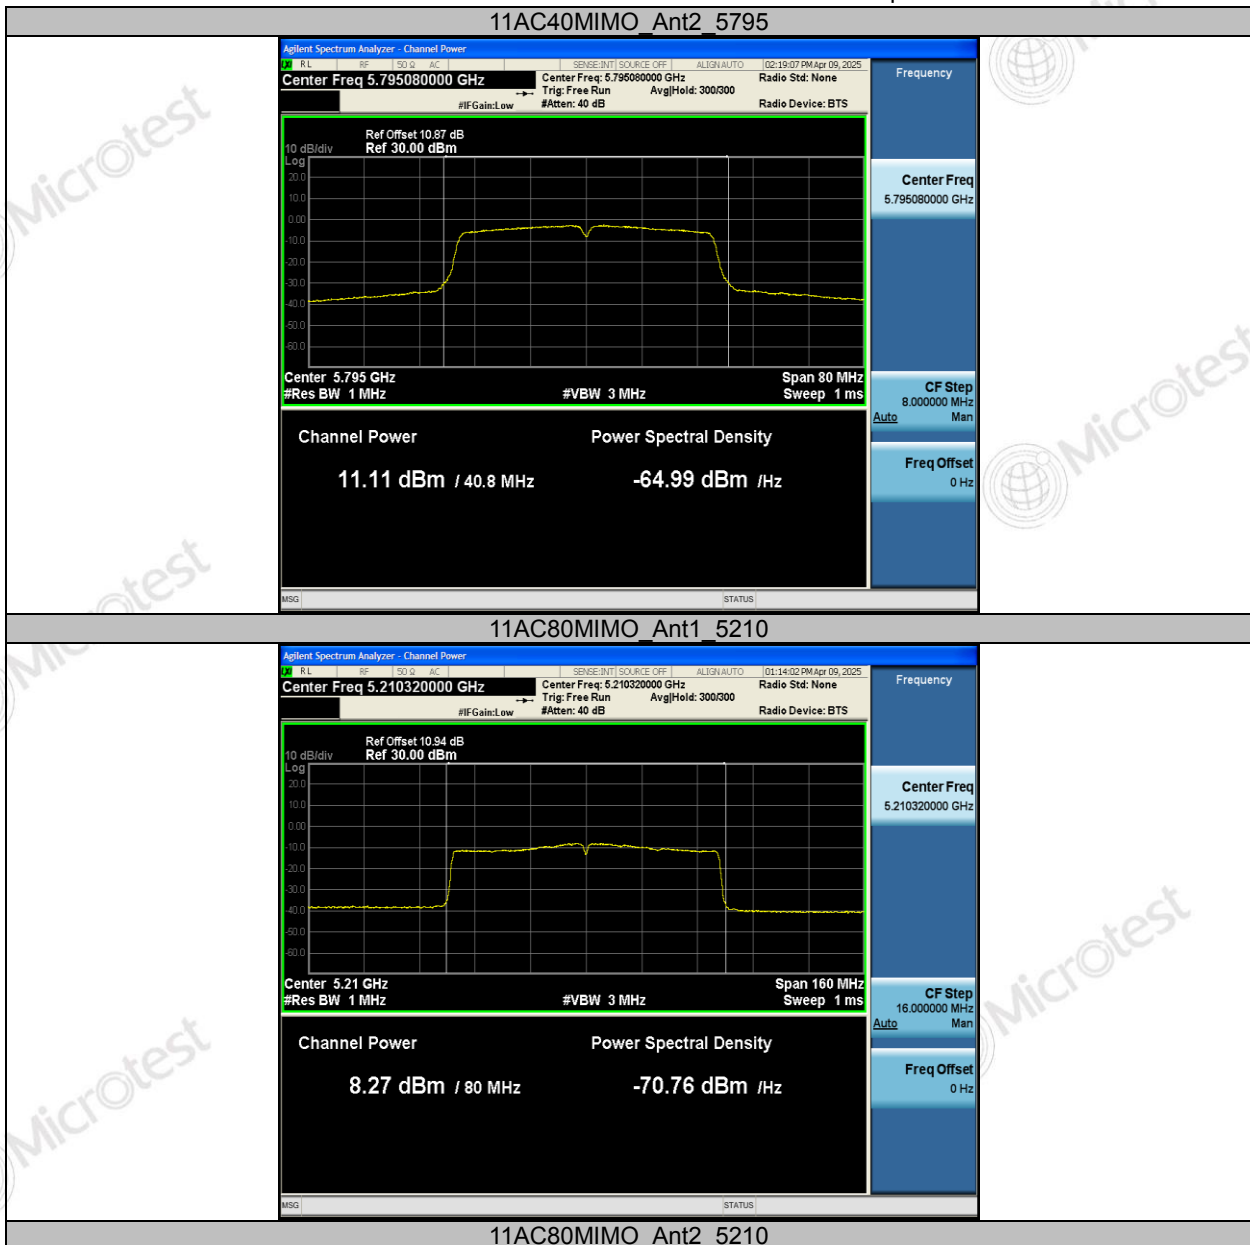 11AC40MIMO_Ant2_5795
Agilent Spectrum Analyzer - Channel Power
RL RF 50 Ω AC SENSE:INT SOURCE OFF ALIGN AUTO 02:19:07 PM Apr 09, 2025
Center Freq 5.795080000 GHz
Center Freq: 5.795080000 GHz
Radio Std: None
Trig: Free Run Avg|Hold: 300/300
#IFGain:Low
#Atten: 40 dB
Radio Device: BTS
Frequency
Ref Offset 10.87 dB
10 dB/div Ref 30.00 dBm
Log
20.0
10.0
0.00
-10.0
-20.0
-30.0
-40.0
-50.0
-60.0
Center Freq
5.795080000 GHz
Center 5.795 GHz Span 80 MHz
#Res BW 1 MHz #VBW 3 MHz Sweep 1 ms
CF Step
8.000000 MHz
Auto Man
Channel Power Power Spectral Density
11.11 dBm / 40.8 MHz -64.99 dBm /Hz
Freq Offset
0 Hz
MSG STATUS
11AC80MIMO_Ant1_5210
Agilent Spectrum Analyzer - Channel Power
RL RF 50 Ω AC SENSE:INT SOURCE OFF ALIGN AUTO 01:14:02 PM Apr 09, 2025
Center Freq 5.210320000 GHz
Center Freq: 5.210320000 GHz
Radio Std: None
Trig: Free Run Avg|Hold: 300/300
#IFGain:Low
#Atten: 40 dB
Radio Device: BTS
Frequency
Ref Offset 10.94 dB
10 dB/div Ref 30.00 dBm
Log
20.0
10.0
0.00
-10.0
-20.0
-30.0
-40.0
-50.0
-60.0
Center Freq
5.210320000 GHz
Center 5.21 GHz Span 160 MHz
#Res BW 1 MHz #VBW 3 MHz Sweep 1 ms
CF Step
16.000000 MHz
Auto Man
Channel Power Power Spectral Density
8.27 dBm / 80 MHz -70.76 dBm /Hz
Freq Offset
0 Hz
MSG STATUS
11AC80MIMO_Ant2_5210
Microtest
Microtest
Microtest
Microtest
Microtest